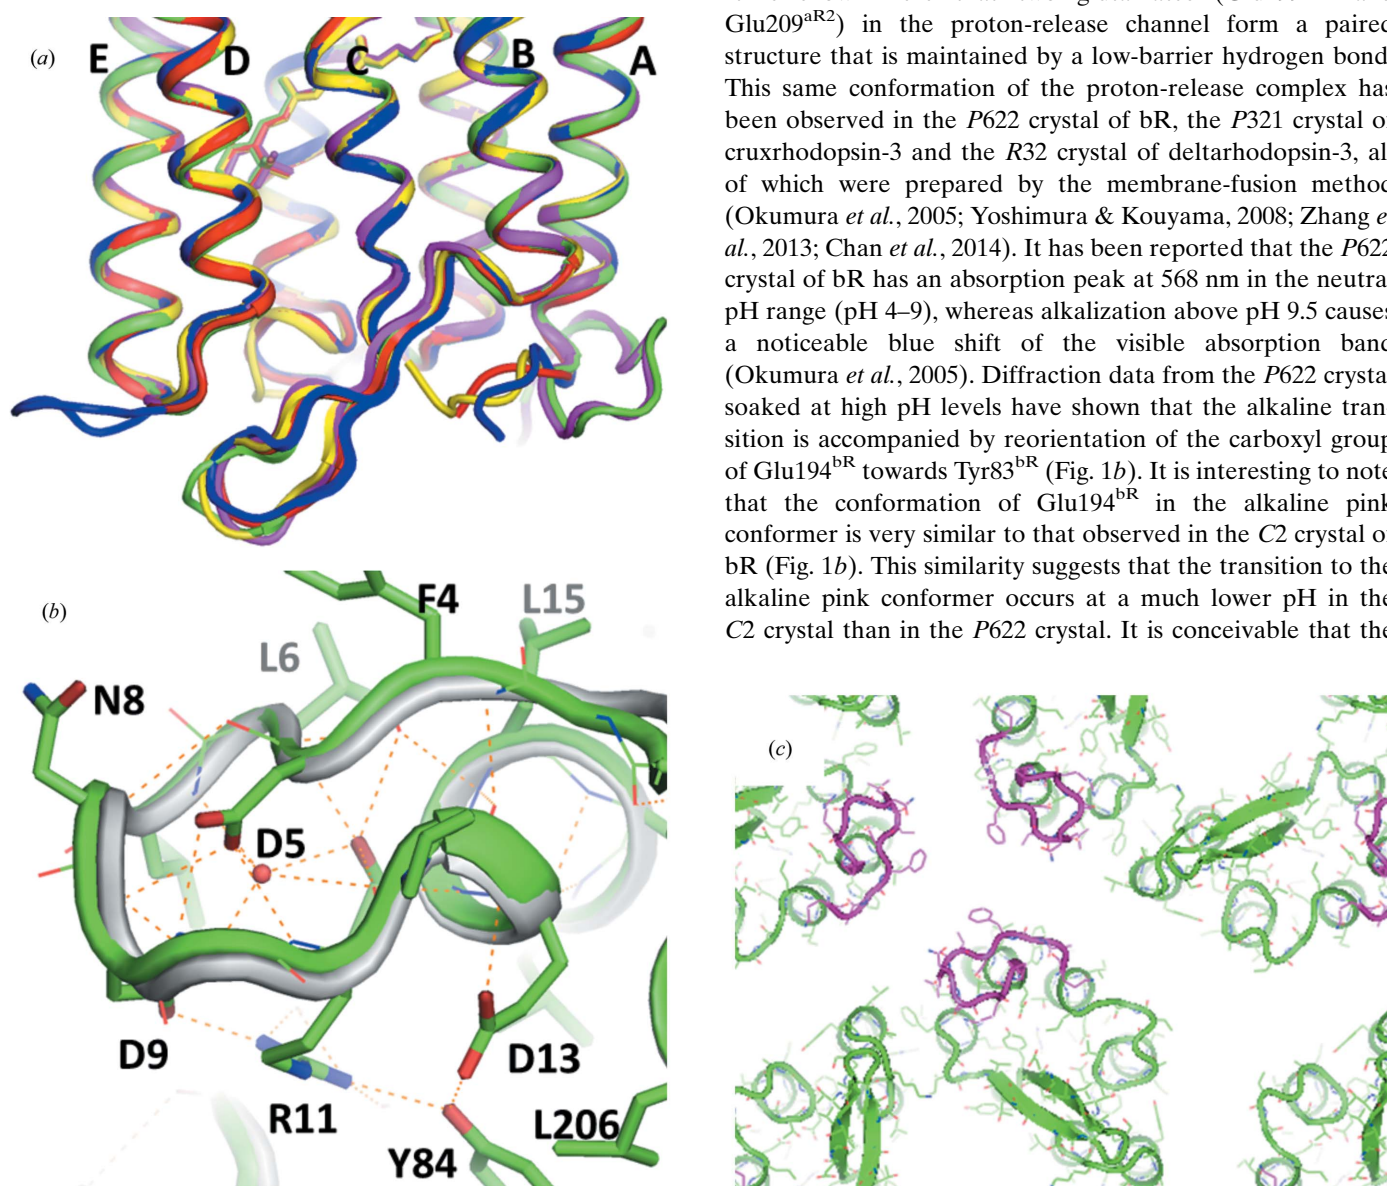 (a)
E D C B A
(b)
F4 L15
L6
N8
D5
D9
D13
R11
L206
Y84
Glu209aR2) in the proton-release channel form a paired
structure that is maintained by a low-barrier hydrogen bond
This same conformation of the proton-release complex has
been observed in the P622 crystal of bR, the P321 crystal of
cruxrhodopsin-3 and the R32 crystal of deltarhodopsin-3, al
of which were prepared by the membrane-fusion method
(Okumura et al., 2005; Yoshimura & Kouyama, 2008; Zhang e
al., 2013; Chan et al., 2014). It has been reported that the P622
crystal of bR has an absorption peak at 568 nm in the neutra
pH range (pH 4–9), whereas alkalization above pH 9.5 causes
a noticeable blue shift of the visible absorption band
(Okumura et al., 2005). Diffraction data from the P622 crysta
soaked at high pH levels have shown that the alkaline tran
sition is accompanied by reorientation of the carboxyl group
of Glu194bR towards Tyr83bR (Fig. 1b). It is interesting to note
that the conformation of Glu194bR in the alkaline pink
conformer is very similar to that observed in the C2 crystal of
bR (Fig. 1b). This similarity suggests that the transition to the
alkaline pink conformer occurs at a much lower pH in the
C2 crystal than in the P622 crystal. It is conceivable that the
(c)